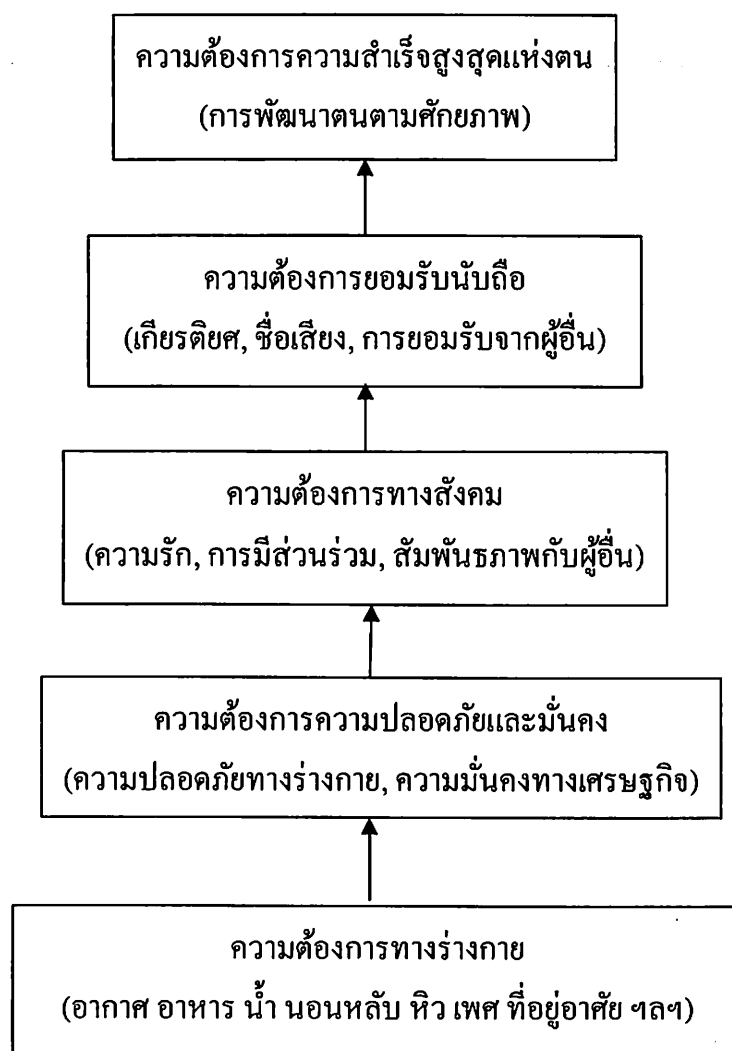 ความต้องการความสำเร็จสูงสุดแห่งตน
(การพัฒนาตนตามศักยภาพ)
ความต้องการยอมรับนับถือ
(เกียรติยศ, ชื่อเสียง, การยอมรับจากผู้อื่น)
ความต้องการทางสังคม
(ความรัก, การมีส่วนร่วม, สัมพันธภาพกับผู้อื่น)
ความต้องการความปลอดภัยและมั่นคง
(ความปลอดภัยทางร่างกาย, ความมั่นคงทางเศรษฐกิจ)
ความต้องการทางร่างกาย
(อากาศ อาหาร น้ำ นอนหลับ หิว เพศ ที่อยู่อาศัย ฯลฯ)